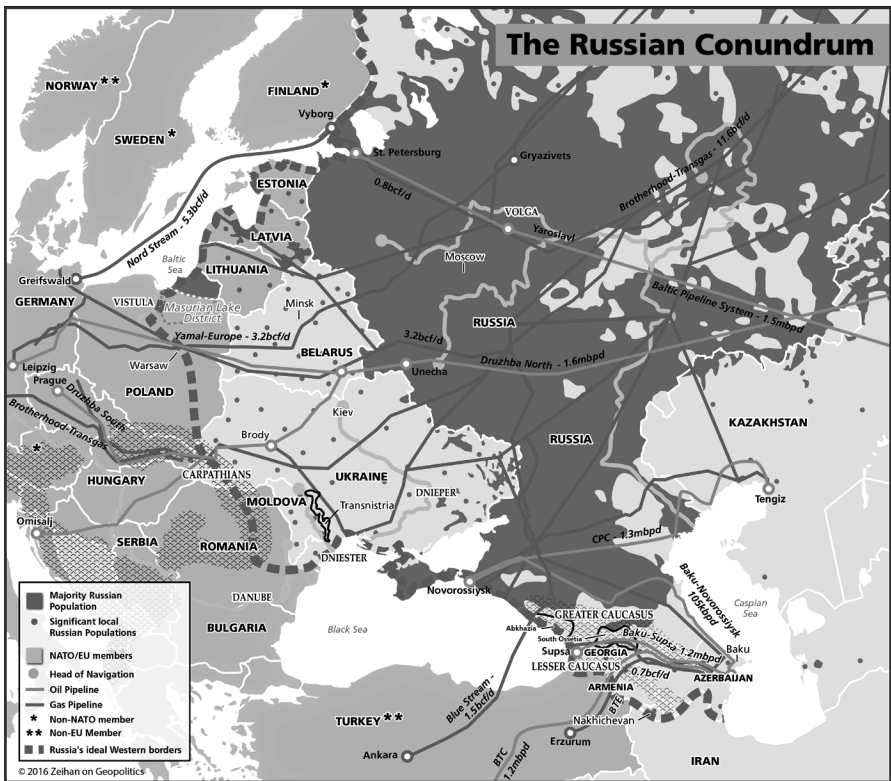 The Russian Conundrum
NORWAY **
FINLAND *
Vyborg
SWEDEN *
St. Petersburg
Gryazivets
Brotherhood-Transgas - 11.6bcf/d
ESTONIA
0.8bcf/d
Nord Stream - 5.3bcf/d
VOLGA
Yaroslavl
LATVIA
Moscow
Baltic
Sea
LITHUANIA
Greifswald
GERMANY
VISTULA
Masurian Lake
District
Minsk
Baltic Pipeline System - 1.5mbpd
RUSSIA
Yamal-Europe - 3.2bcf/d
3.2bcf/d
BELARUS
Druzhba North - 1.6mbpd
Warsaw
Unecha
Leipzig
Prague
POLAND
Druzhba South
Kiev
Brotherhood-Transgas
Brody
KAZAKHSTAN
RUSSIA
*
CARPATHIANS
HUNGARY
UKRAINE
DNIEPER
MOLDOVA
Transnistria
Tengiz
Omisalj
SERBIA
ROMANIA
CPC - 1.3mbpd
DNIESTER
Novorossiysk
Baku-Novorossiysk
105kbpd
Caspian
Sea
DANUBE
Black Sea
BULGARIA
GREATER CAUCASUS
Abkhazia
South Ossetia
Baku-Supsa 1.2mbpd
Baku
Supsa
GEORGIA
LESSER CAUCASUS
0.7bcf/d
AZERBAIJAN
ARMENIA
BTE
Nakhichevan
Blue Stream -
1.5bcf/d
TURKEY **
Ankara
Erzurum
BTC
1.2mbpd
IRAN
Majority Russian
Population
Significant local
Russian Populations
NATO/EU members
Head of Navigation
Oil Pipeline
Gas Pipeline
* Non-NATO member
** Non-EU Member
Russia's ideal Western borders
© 2016 Zeihan on Geopolitics